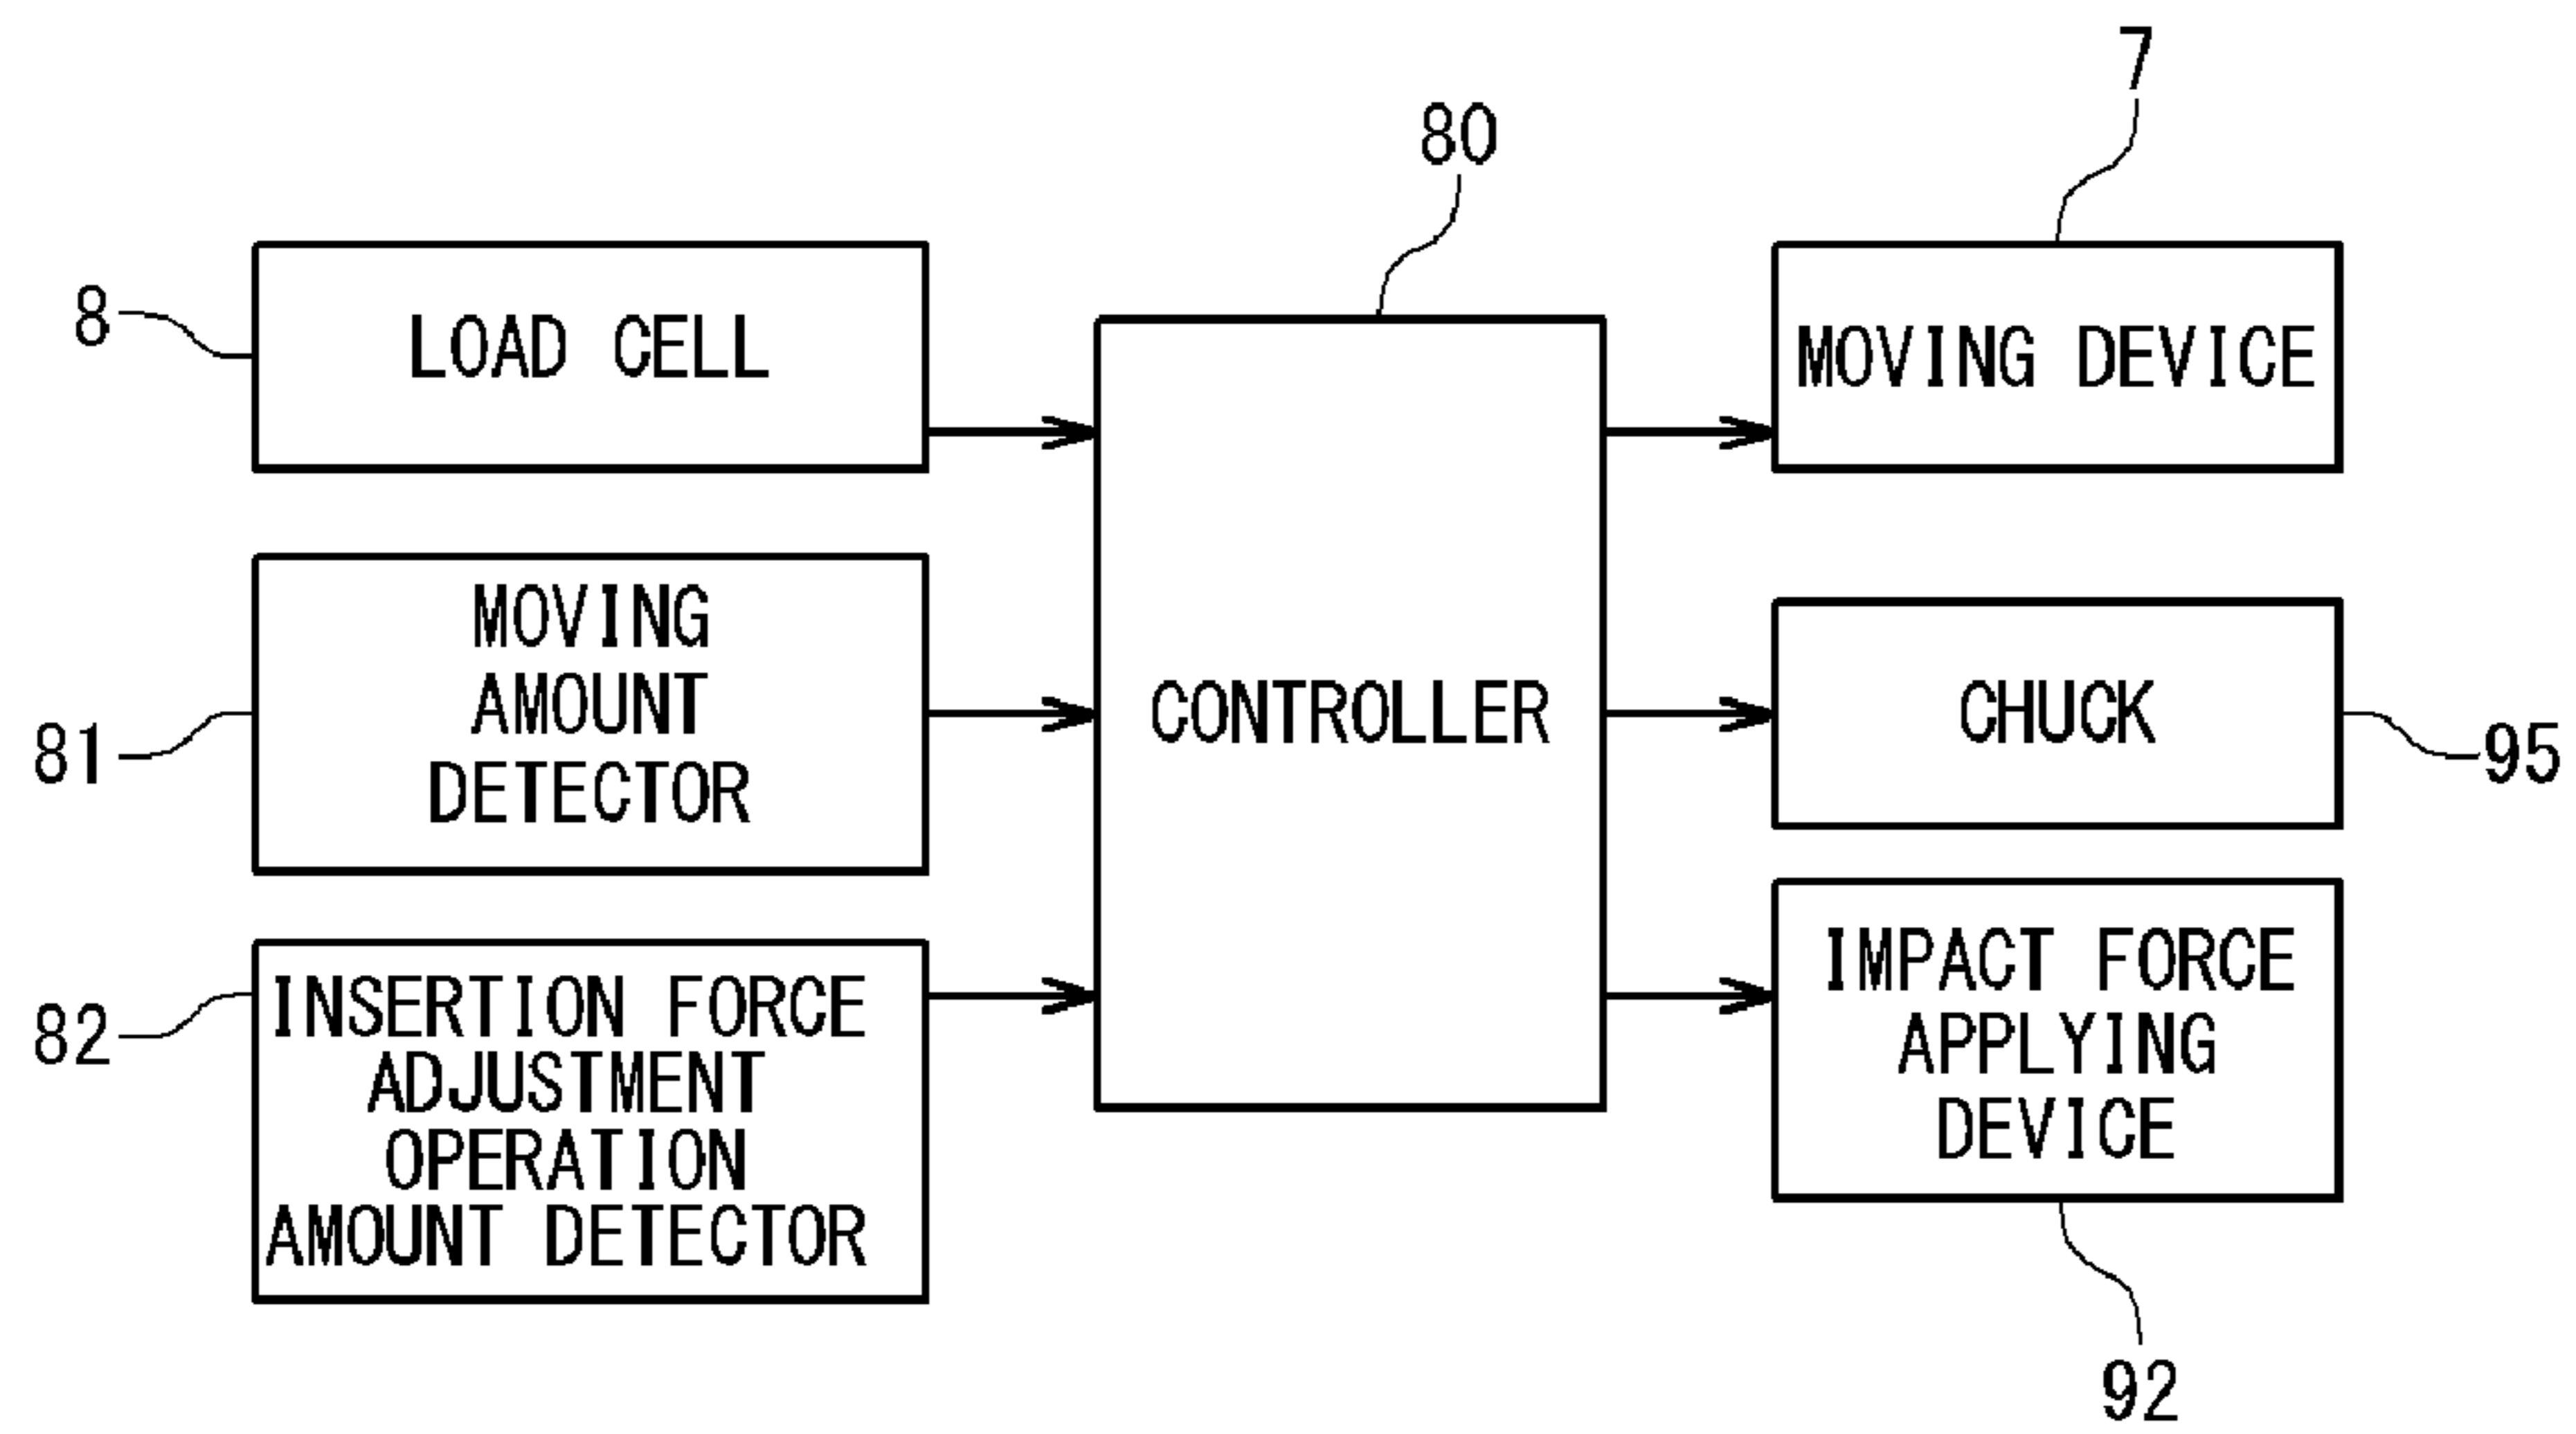 7
80
8
LOAD CELL
MOVING DEVICE
81
MOVING
AMOUNT
DETECTOR
CONTROLLER
CHUCK
95
82
INSERTION FORCE
ADJUSTMENT
OPERATION
AMOUNT DETECTOR
IMPACT FORCE
APPLYING
DEVICE
92